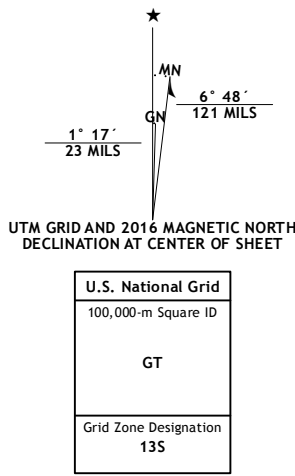 MN
GN
6° 48´
121 MILS
1° 17´
23 MILS
UTM GRID AND 2016 MAGNETIC NORTH
DECLINATION AT CENTER OF SHEET
U.S. National Grid
100,000-m Square ID
GT
Grid Zone Designation
13S